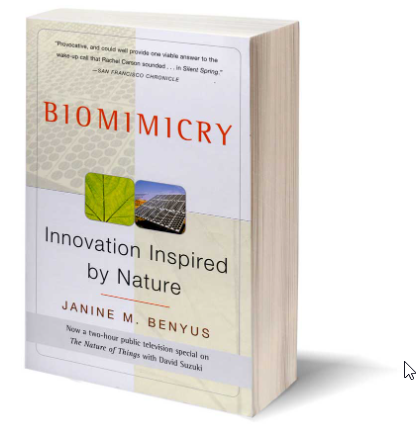 "Provocative, and could well provide one viable answer to the
wake-up call that Rachel Carson sounded . . . in Silent Spring."
—SAN FRANCISCO CHRONICLE
BIOMIMICRY
Innovation Inspired
by Nature
JANINE M. BENYUS
Now a two-hour public television special on
The Nature of Things with David Suzuki